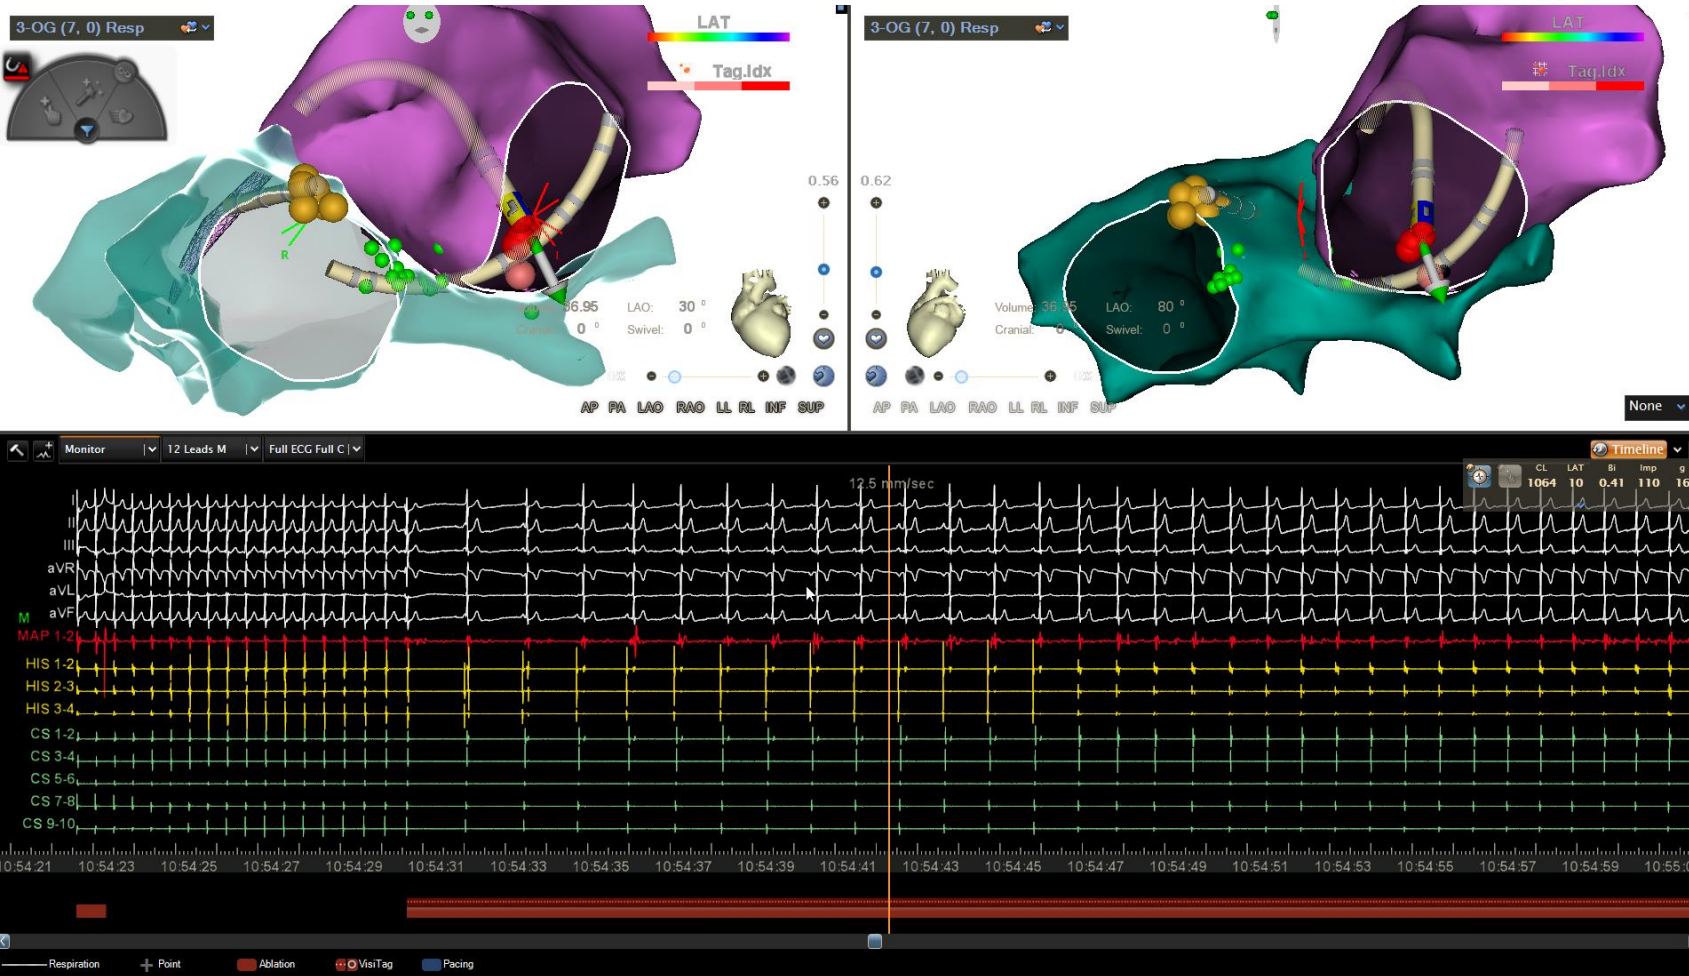 3-OG (7, 0) Resp
LAT
Tag.Idx
0.56
R
36.95
LAO: 30 °
0 °
Swivel: 0 °
AP PA LAO RAO LL RL INF SUP
3-OG (7, 0) Resp
LAT
Tag.Idx
0.62
Volume: 36.95
LAO: 80 °
Cranial: 0 °
Swivel: 0 °
AP PA LAO RAO LL RL INF SUP
None
Monitor
12 Leads M
Full ECG Full C
Timeline
12.5 mm/sec
CL LAT Bi Imp g
1064 10 0.41 110 16
I
II
III
aVR
aVL
M aVF
MAP 1-2
HIS 1-2
HIS 2-3
HIS 3-4
CS 1-2
CS 3-4
CS 5-6
CS 7-8
CS 9-10
10:54:21 10:54:23 10:54:25 10:54:27 10:54:29 10:54:31 10:54:33 10:54:35 10:54:37 10:54:39 10:54:41 10:54:43 10:54:45 10:54:47 10:54:49 10:54:51 10:54:53 10:54:55 10:54:57 10:54:59 10:55:0
Respiration Point Ablation VisiTag Pacing